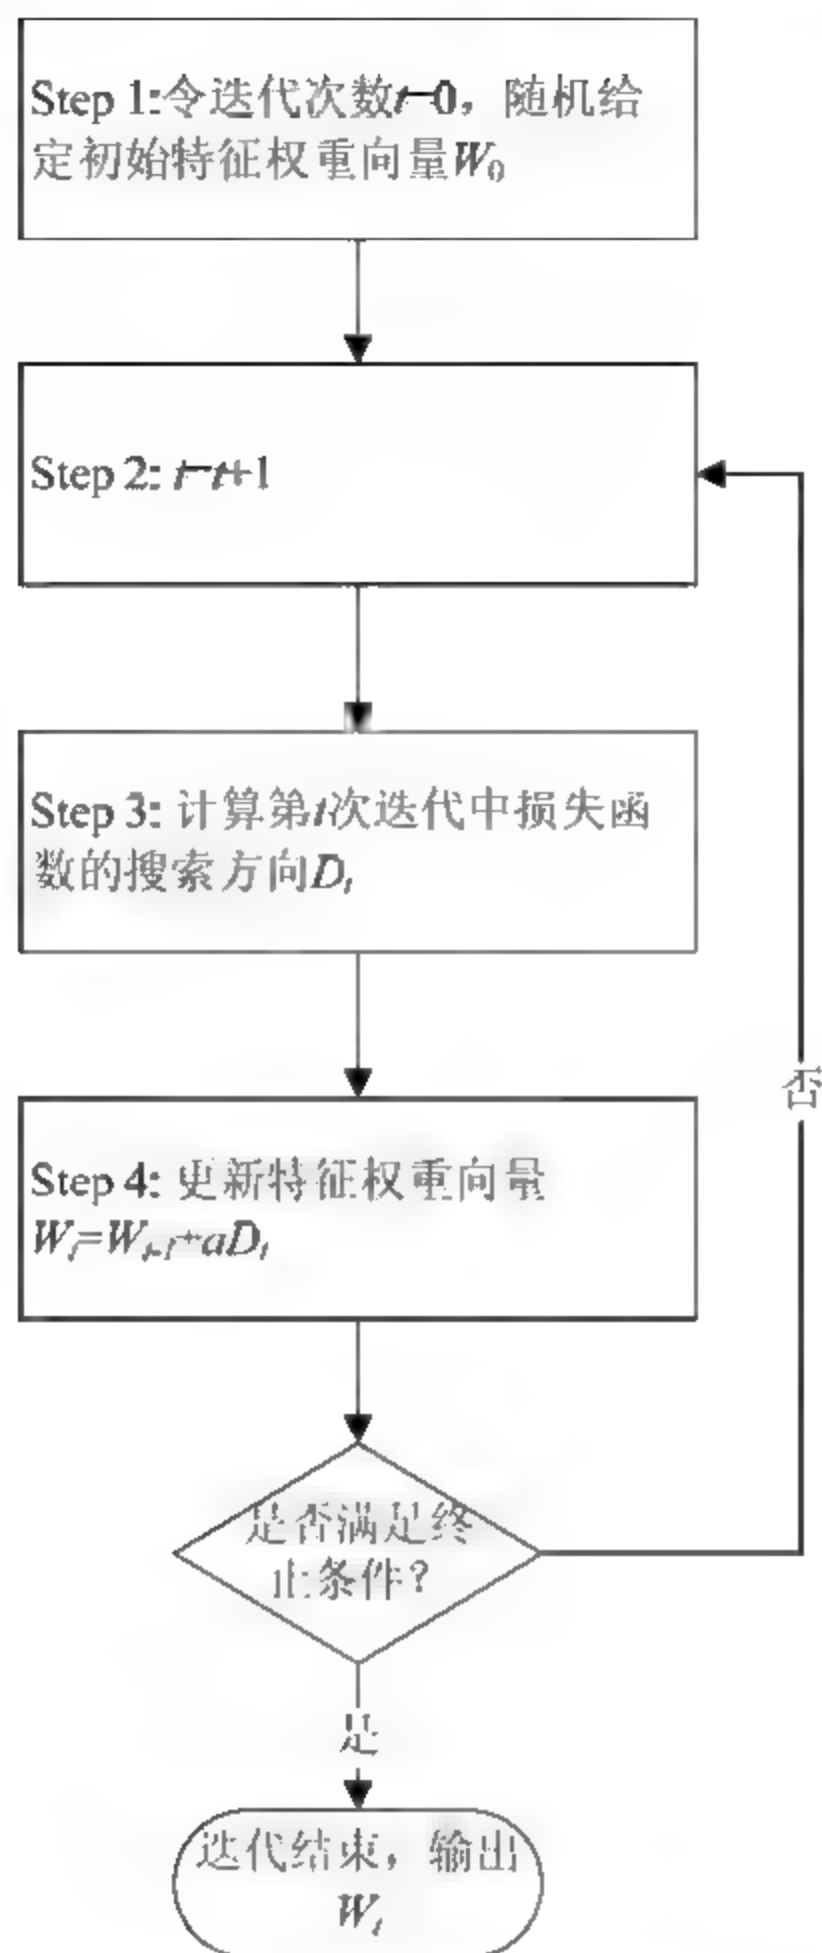 Step 1:令迭代次数t=0，随机给
定初始特征权重向量W₀
Step 2: t=t+1
Step 3: 计算第t次迭代中损失函
数的搜索方向Dₜ
Step 4: 更新特征权重向量
Wₜ=Wₜ₋₁+aDₜ
否
是否满足终
止条件？
是
迭代结束，输出
Wₜ